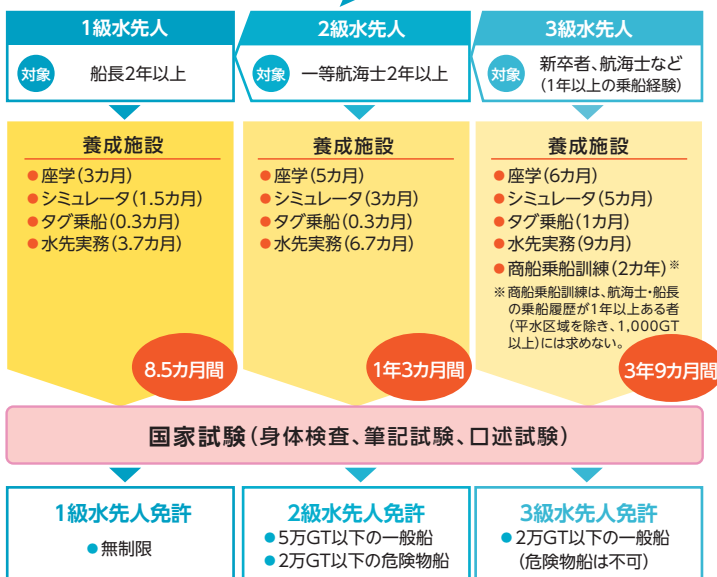 1級水先人
対象
船長2年以上
養成施設
●座学(3カ月)
●シミュレータ(1.5カ月)
●タグ乗船(0.3カ月)
●水先実務(3.7カ月)
8.5カ月間
2級水先人
対象
一等航海士2年以上
養成施設
●座学(5カ月)
●シミュレータ(3カ月)
●タグ乗船(0.3カ月)
●水先実務(6.7カ月)
1年3カ月間
3級水先人
対象
新卒者、航海士など
(1年以上の乗船経験)
養成施設
●座学(6カ月)
●シミュレータ(5カ月)
●タグ乗船(1カ月)
●水先実務(9カ月)
●商船乗船訓練(2カ年)※
※商船乗船訓練は、航海士・船長
の乗船履歴が1年以上ある者
(平水区域を除き、1,000GT
以上)には求めない。
3年9カ月間
国家試験(身体検査、筆記試験、口述試験)
1級水先人免許
●無制限
2級水先人免許
●5万GT以下の一般船
●2万GT以下の危険物船
3級水先人免許
●2万GT以下の一般船
(危険物船は不可)